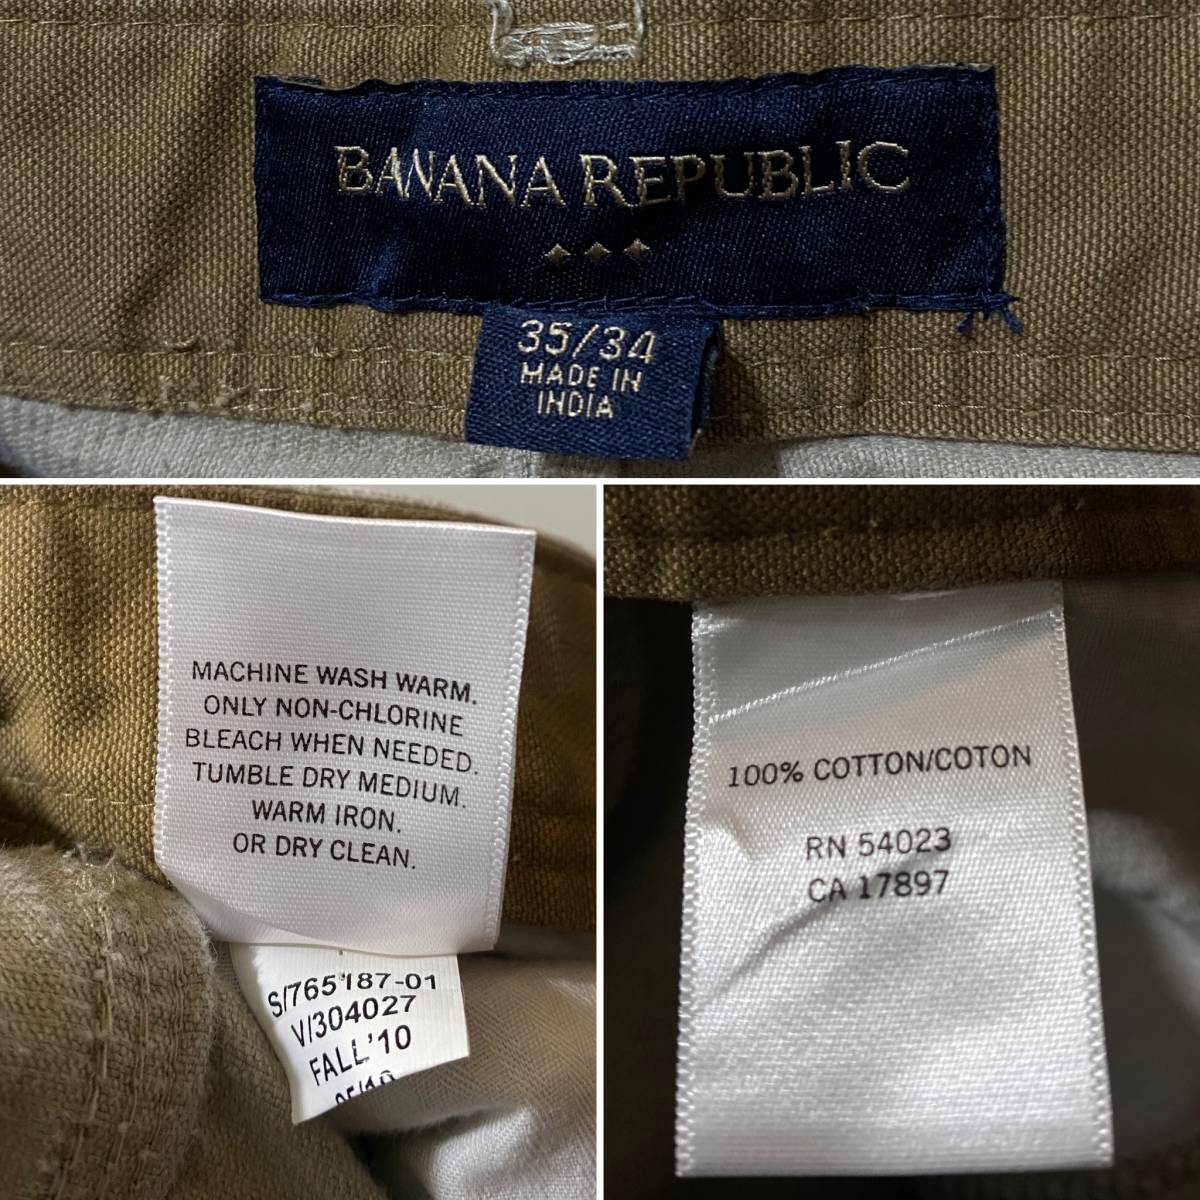 BANANA REPUBLIC
35/34
MADE IN
INDIA
MACHINE WASH WARM.
ONLY NON-CHLORINE
BLEACH WHEN NEEDED.
TUMBLE DRY MEDIUM.
WARM IRON.
OR DRY CLEAN.
S/765187-01
V/304027
FALL'10
100% COTTON/COTON
RN 54023
CA 17897